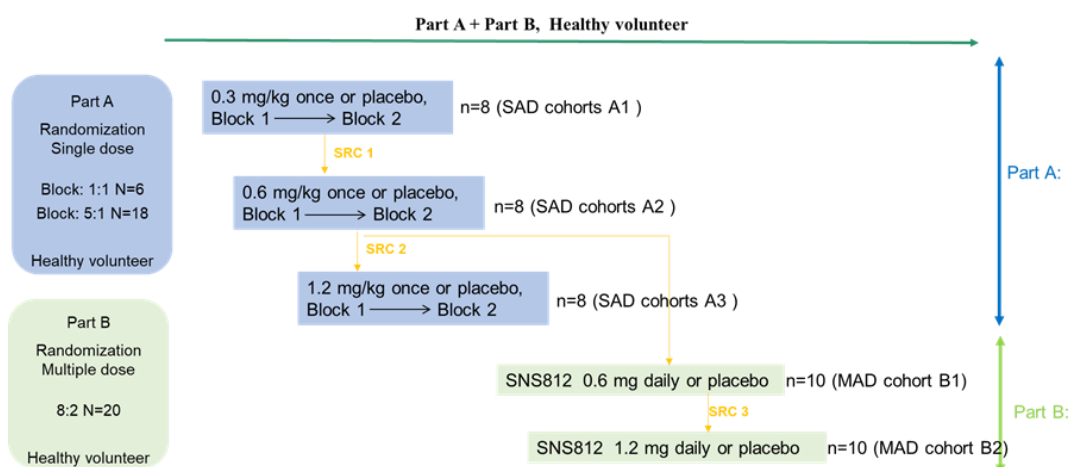 Part A + Part B, Healthy volunteer
Part A
Randomization
Single dose
Block: 1:1 N=6
Block: 5:1 N=18
Healthy volunteer
0.3 mg/kg once or placebo,
Block 1 Block 2
n=8 (SAD cohorts A1 )
SRC 1
0.6 mg/kg once or placebo,
Block 1 Block 2
n=8 (SAD cohorts A2 )
SRC 2
1.2 mg/kg once or placebo,
Block 1 Block 2
n=8 (SAD cohorts A3 )
Part A:
Part B
Randomization
Multiple dose
8:2 N=20
Healthy volunteer
SNS812 0.6 mg daily or placebo
n=10 (MAD cohort B1)
SRC 3
SNS812 1.2 mg daily or placebo
n=10 (MAD cohort B2)
Part B: